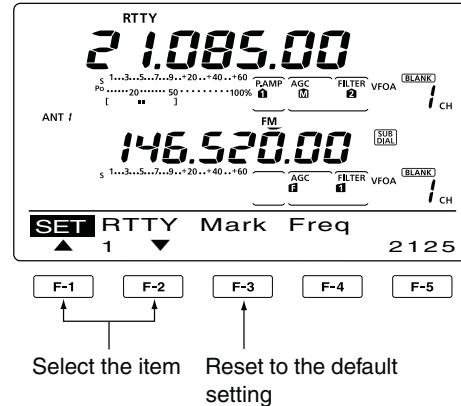 RTTY
21.085.00
S 1...3...5...7...9..+20..+40..+60 P.AMP AGC FILTER VFOA BLANK
Po ......20...... 50 ............100% 1 M 2 1 CH
[ ]
ANT 1
FM
146.520.00 SUB DIAL
S 1...3...5...7...9..+20..+40..+60 AGC FILTER VFOA BLANK
F 1 1 CH
SET RTTY Mark Freq
▲ 1 ▼ 2125
F-1 F-2 F-3 F-4 F-5
Select the item Reset to the default
setting